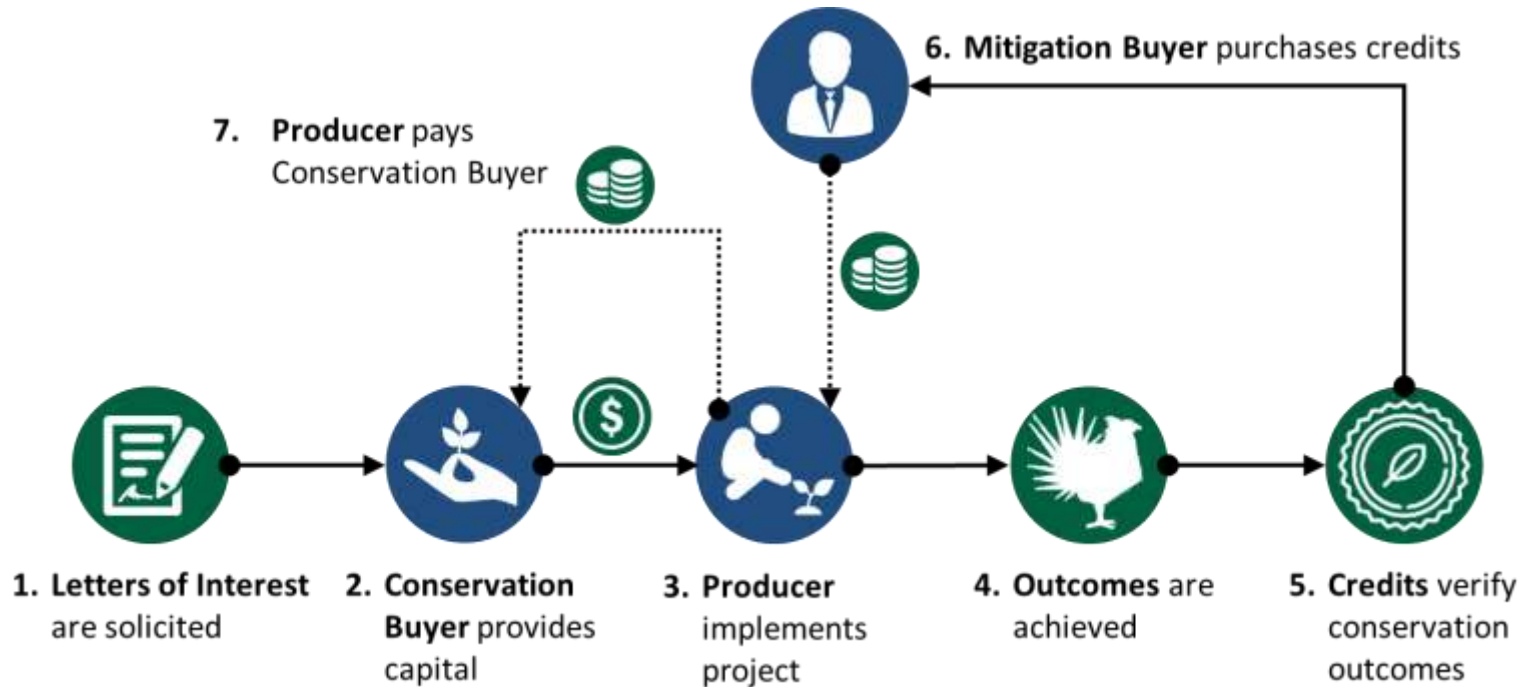 6. Mitigation Buyer purchases credits
7. Producer pays
Conservation Buyer
$
1. Letters of Interest
are solicited
2. Conservation
Buyer provides
capital
3. Producer
implements
project
4. Outcomes are
achieved
5. Credits verify
conservation
outcomes